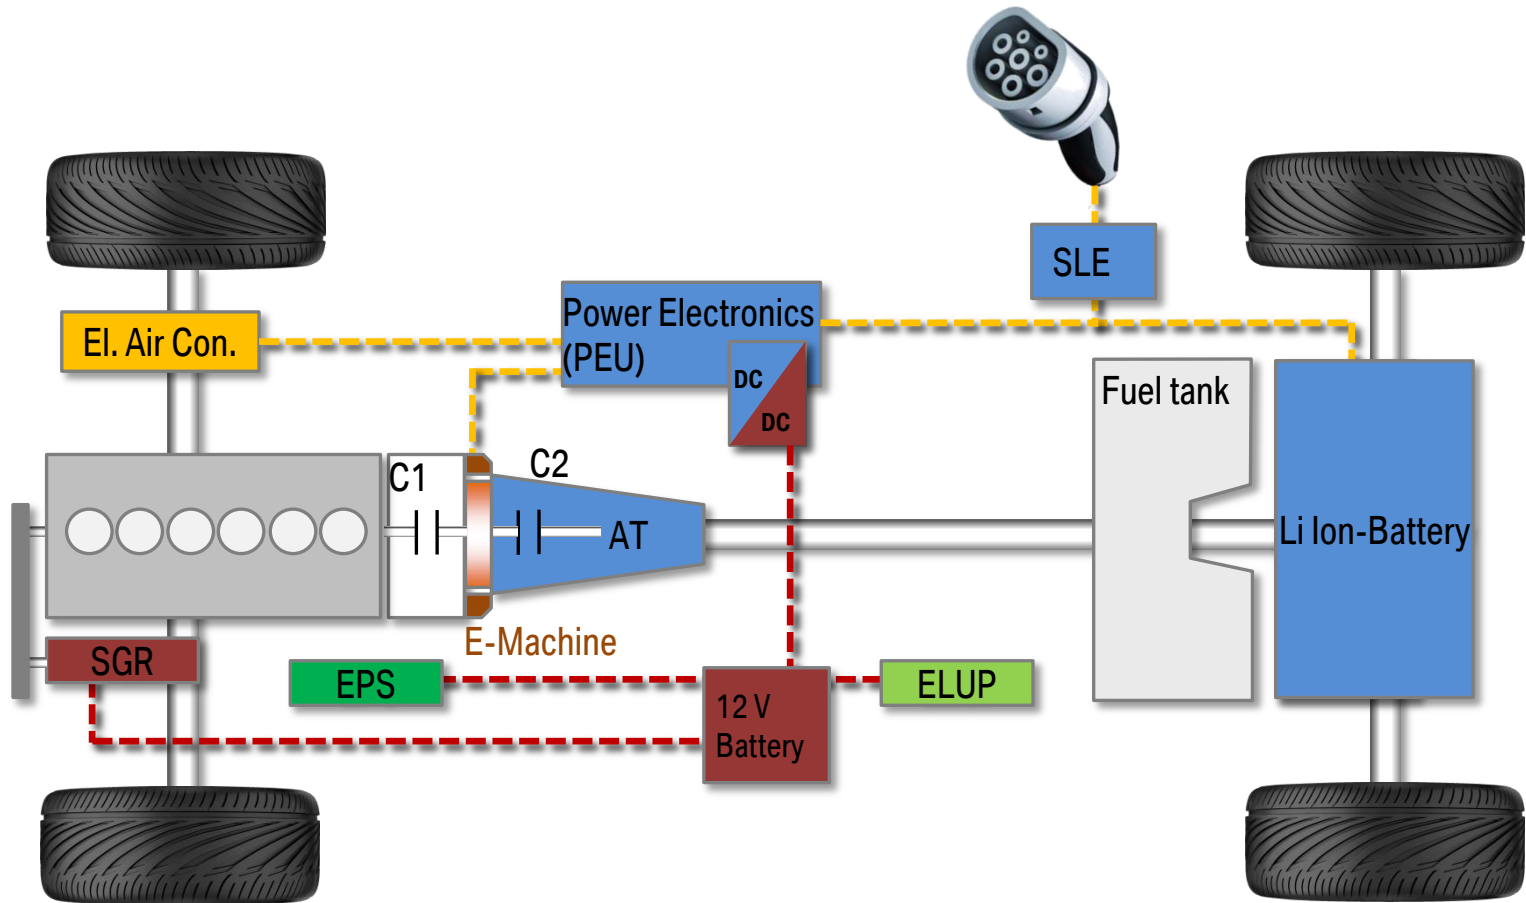 SLE
Power Electronics
(PEU)
El. Air Con.
DC
DC
Fuel tank
C1
C2
AT
Li Ion-Battery
E-Machine
SGR
EPS
ELUP
12 V
Battery